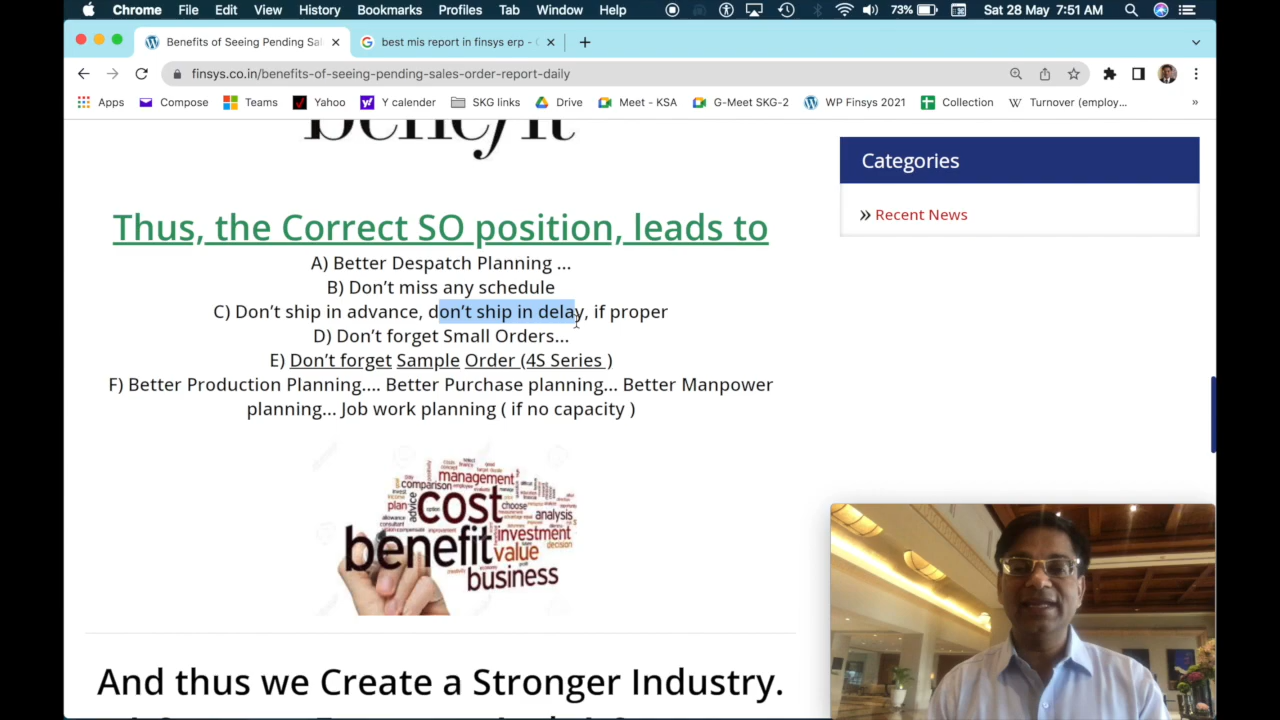 Chrome File Edit View History Bookmarks Profiles Tab Window Help 73% Sat 28 May 7:51 AM
Benefits of Seeing Pending Sal best mis report in finsys erp -
finsys.co.in/benefits-of-seeing-pending-sales-order-report-daily
Apps Compose Teams Yahoo Y calender SKG links Drive Meet - KSA G-Meet SKG-2 WP Finsys 2021 Collection Turnover (employ... »
benefit
Categories
Recent News
Thus, the Correct SO position, leads to
A) Better Despatch Planning ...
B) Don't miss any schedule
C) Don't ship in advance, don't ship in delay, if proper
D) Don't forget Small Orders...
E) Don't forget Sample Order (4S Series )
F) Better Production Planning.... Better Purchase planning... Better Manpower
planning... Job work planning ( if no capacity )
management
comparison
plan
advice
cost
choose
analysis
benefit
investment
value
decision
business
And thus we Create a Stronger Industry.